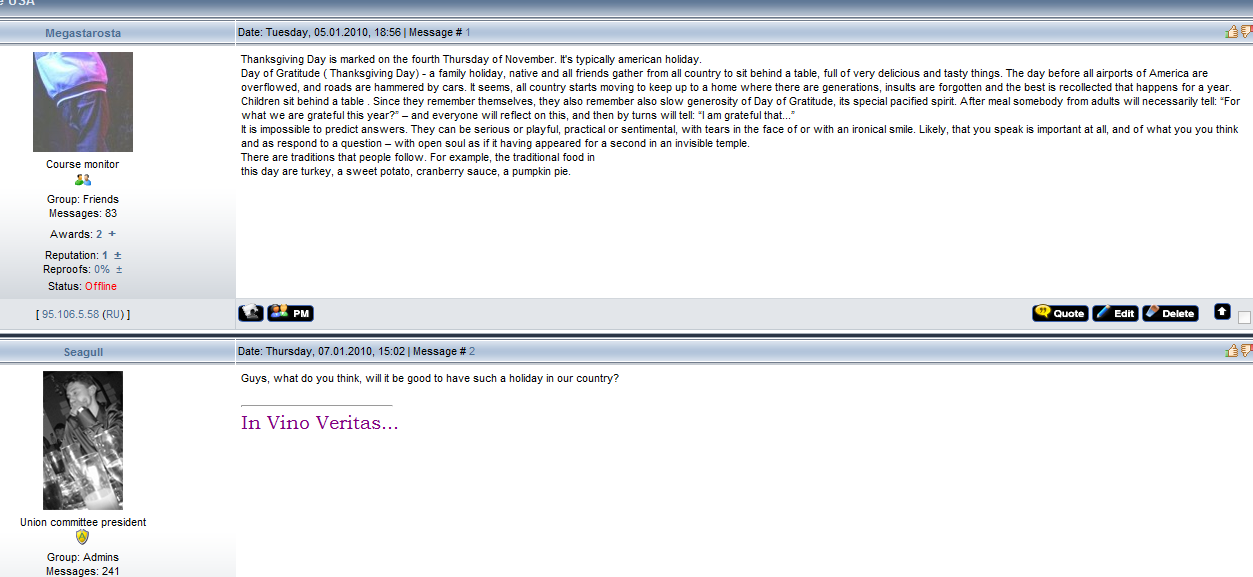 e USA
Megastarosta
Date: Tuesday, 05.01.2010, 18:56 | Message # 1
Thanksgiving Day is marked on the fourth Thursday of November. It's typically american holiday.
Day of Gratitude ( Thanksgiving Day) - a family holiday, native and all friends gather from all country to sit behind a table, full of very delicious and tasty things. The day before all airports of America are
overflowed, and roads are hammered by cars. It seems, all country starts moving to keep up to a home where there are generations, insults are forgotten and the best is recollected that happens for a year.
Children sit behind a table . Since they remember themselves, they also remember also slow generosity of Day of Gratitude, its special pacified spirit. After meal somebody from adults will necessarily tell: “For
what we are grateful this year?” – and everyone will reflect on this, and then by turns will tell: “I am grateful that...”
It is impossible to predict answers. They can be serious or playful, practical or sentimental, with tears in the face of or with an ironical smile. Likely, that you speak is important at all, and of what you you think
and as respond to a question – with open soul as if it having appeared for a second in an invisible temple.
There are traditions that people follow. For example, the traditional food in
this day are turkey, a sweet potato, cranberry sauce, a pumpkin pie.
Course monitor
Group: Friends
Messages: 83
Awards: 2 +
Reputation: 1 ±
Reproofs: 0% ±
Status: Offline
[ 95.106.5.58 (RU) ]
PM
Quote Edit Delete
Seagull
Date: Thursday, 07.01.2010, 15:02 | Message # 2
Guys, what do you think, will it be good to have such a holiday in our country?
In Vino Veritas...
Union committee president
A
Group: Admins
Messages: 241